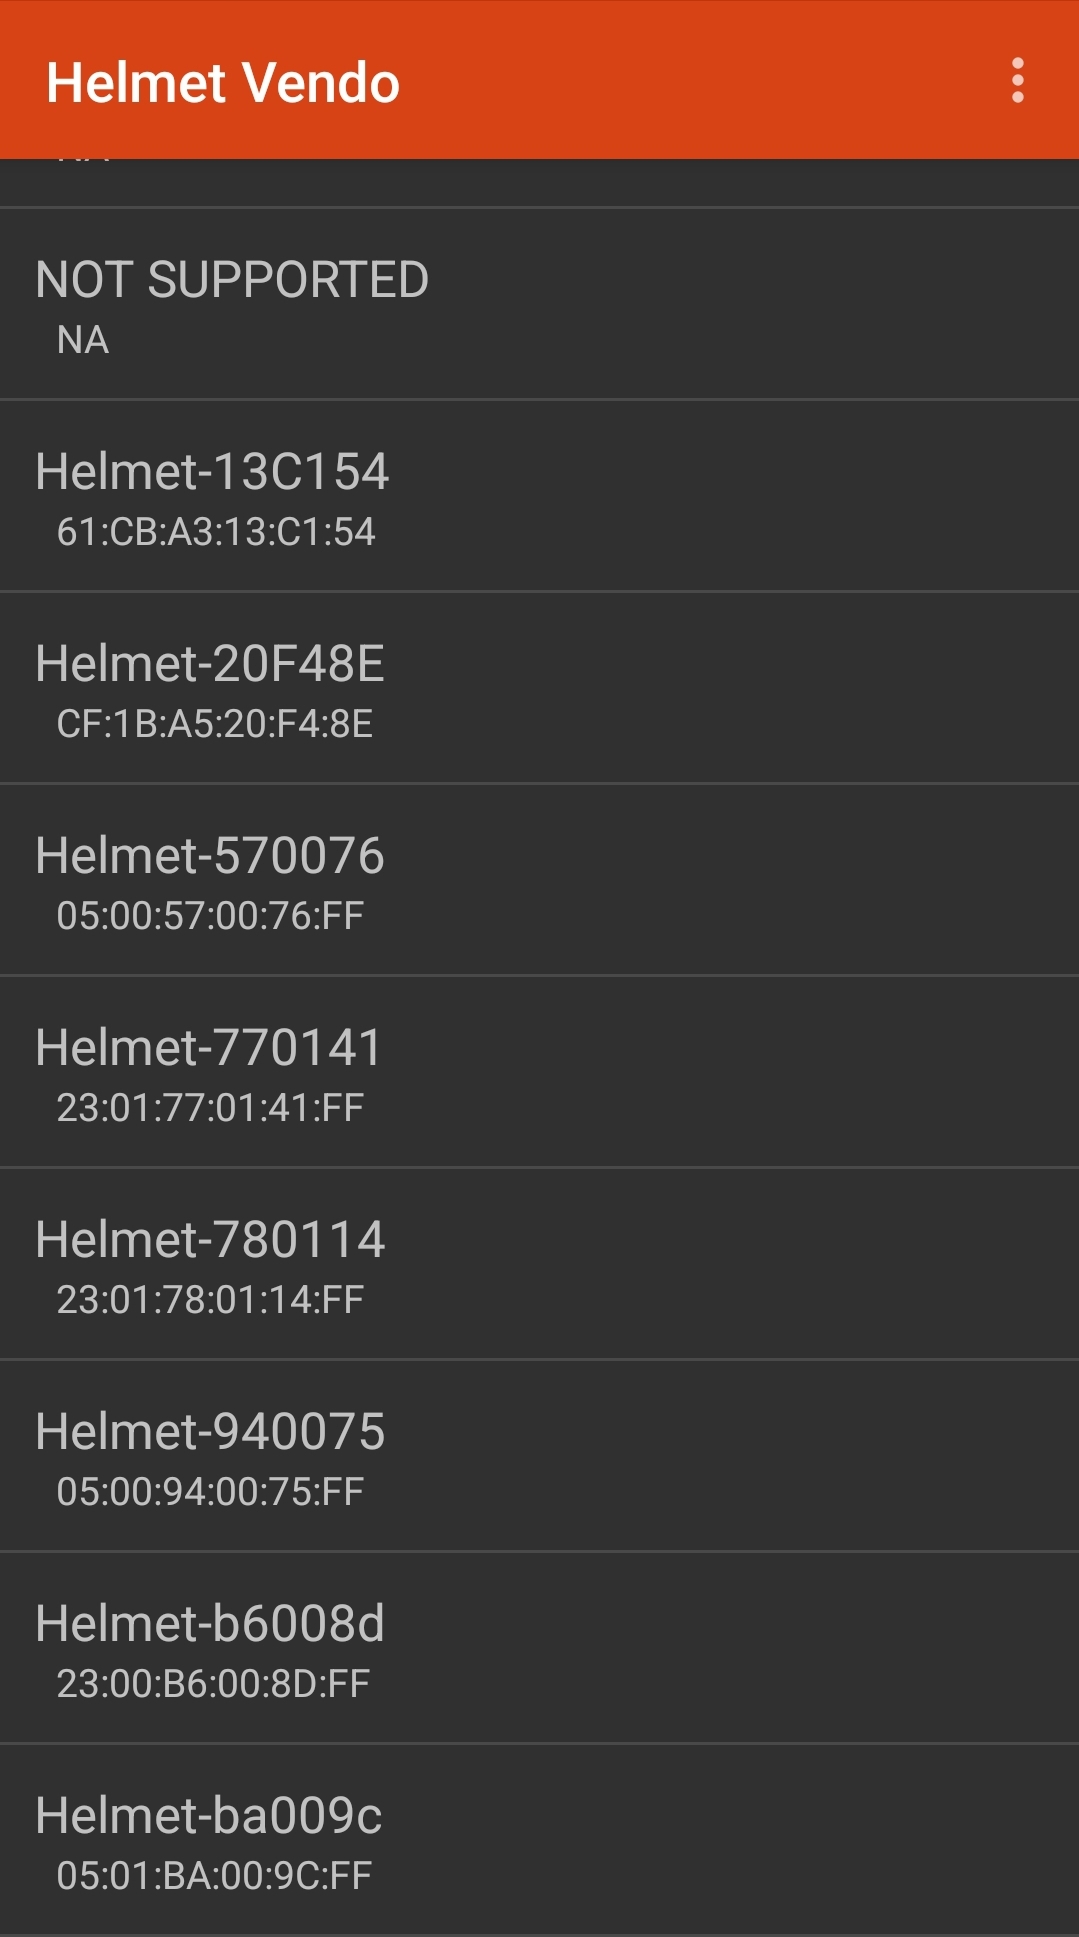 Helmet Vendo
NOT SUPPORTED
NA
Helmet-13C154
61:CB:A3:13:C1:54
Helmet-20F48E
CF:1B:A5:20:F4:8E
Helmet-570076
05:00:57:00:76:FF
Helmet-770141
23:01:77:01:41:FF
Helmet-780114
23:01:78:01:14:FF
Helmet-940075
05:00:94:00:75:FF
Helmet-b6008d
23:00:B6:00:8D:FF
Helmet-ba009c
05:01:BA:00:9C:FF